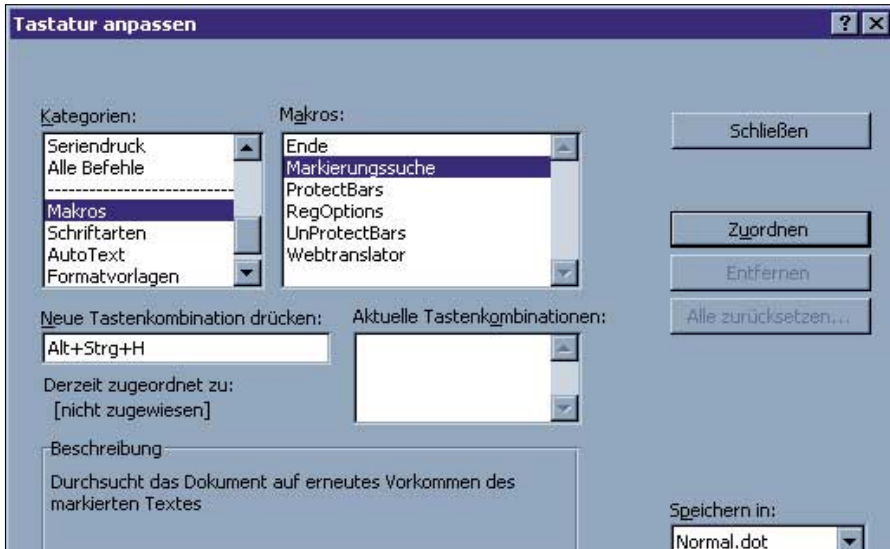 Tastatur anpassen
Kategorien:
Seriendruck
Alle Befehle
--------------------------
Makros
Schriftarten
AutoText
Formatvorlagen
Makros:
Ende
Markierungssuche
ProtectBars
RegOptions
UnProtectBars
Webtranslator
Schließen
Zuordnen
Entfernen
Alle zurücksetzen...
Neue Tastenkombination drücken:
Alt+Strg+H
Aktuelle Tastenkombinationen:
Derzeit zugeordnet zu:
[nicht zugewiesen]
Beschreibung
Durchsucht das Dokument auf erneutes Vorkommen des
markierten Textes
Speichern in:
Normal.dot